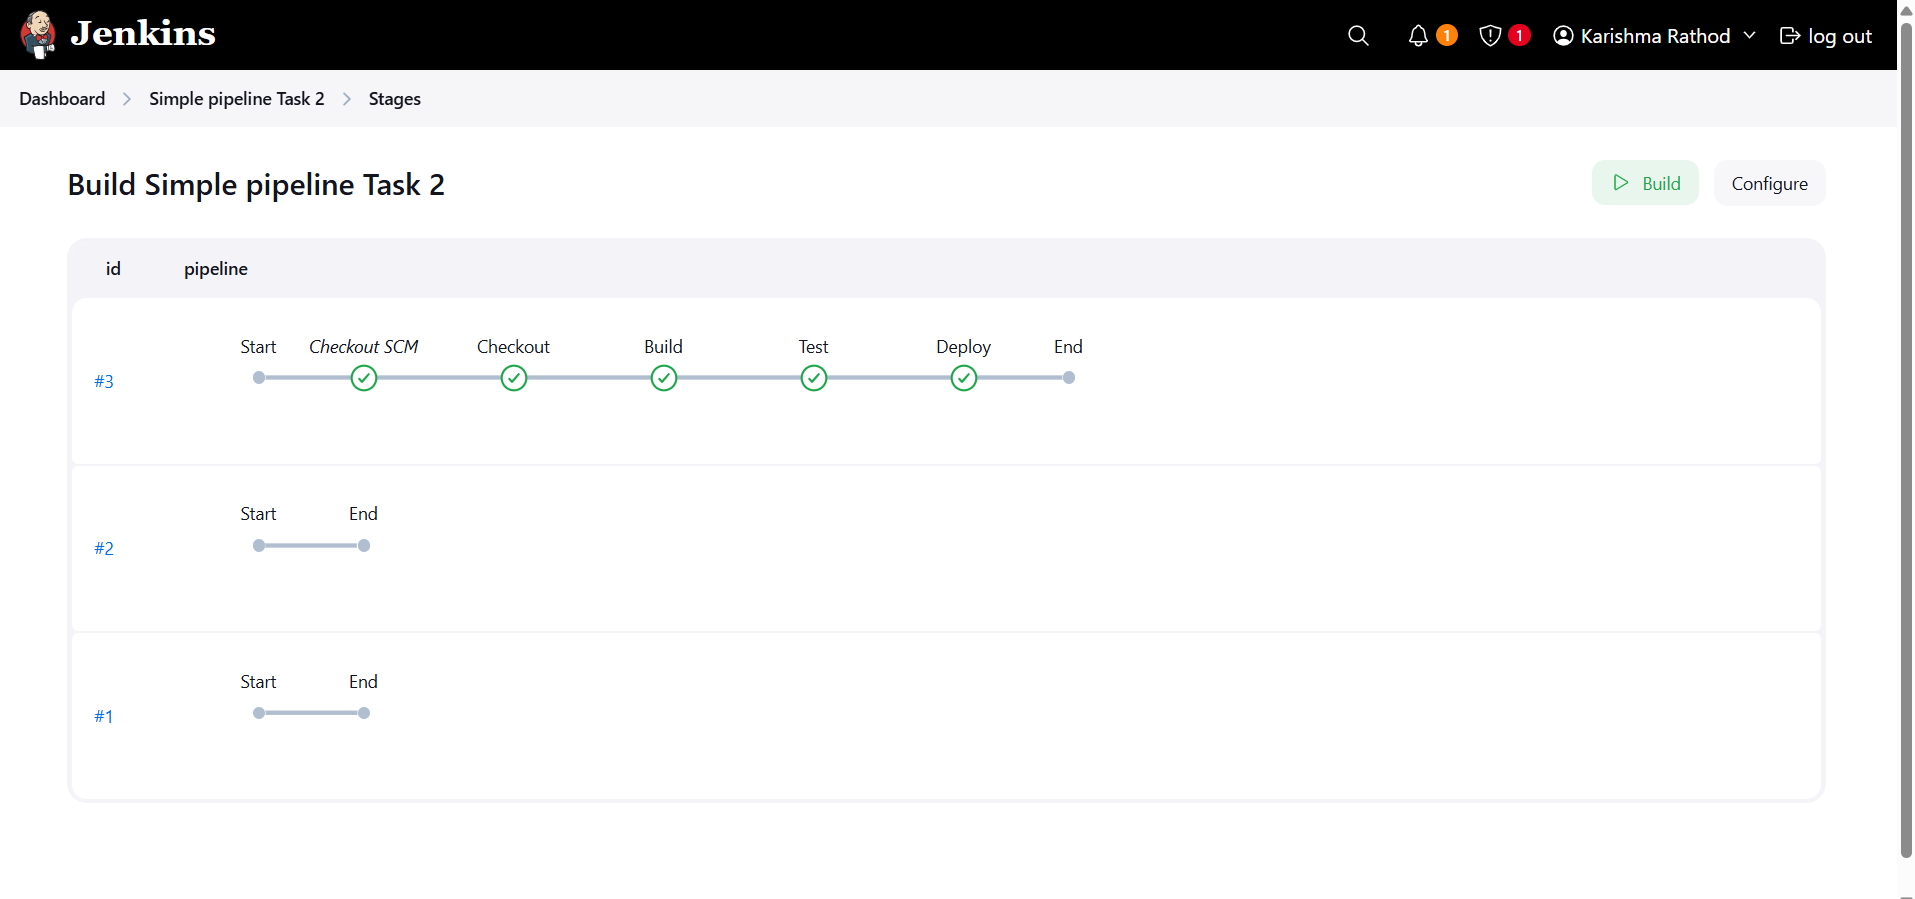 Jenkins
1
1
Karishma Rathod
log out
Dashboard
Simple pipeline Task 2
Stages
Build Simple pipeline Task 2
Build
Configure
id
pipeline
Start
Checkout SCM
Checkout
Build
Test
Deploy
End
#3
Start
End
#2
Start
End
#1